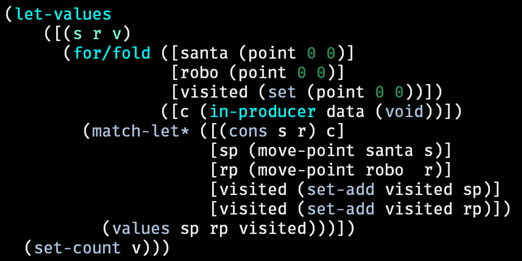 (let-values
([(s r v)
(for/fold ([santa (point 0 0)]
[robo (point 0 0)]
[visited (set (point 0 0))])
([c (in-producer data (void))])
(match-let* ([(cons s r) c]
[sp (move-point santa s)]
[rp (move-point robo  r)]
[visited (set-add visited sp)]
[visited (set-add visited rp)])
(values sp rp visited)))])
(set-count v)))